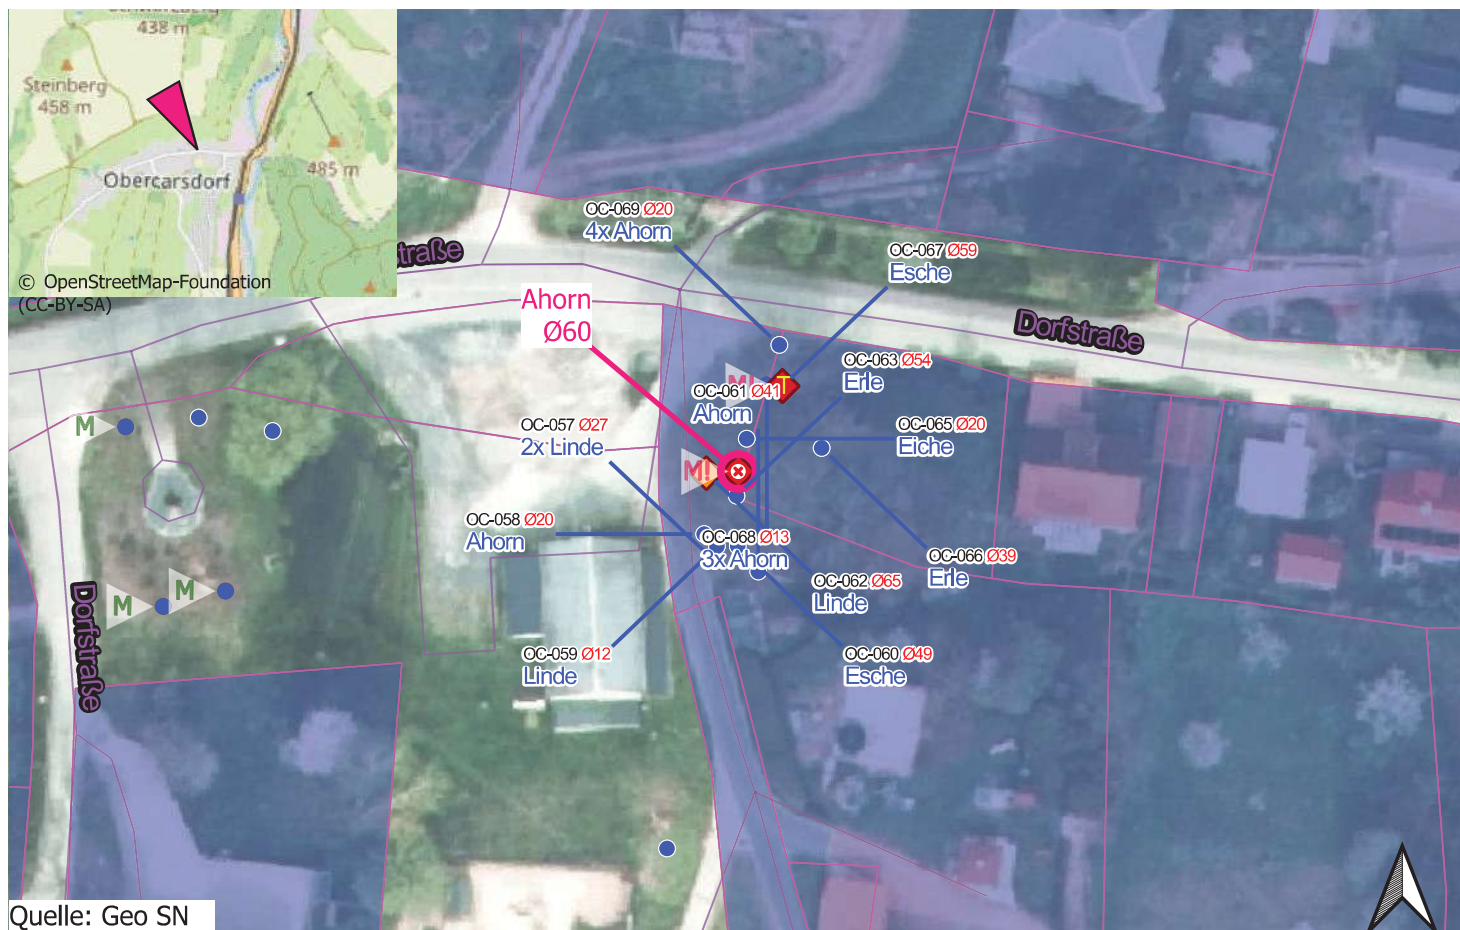 438 m
Steinberg
458 m
485 m
Obercarsdorf
© OpenStreetMap-Foundation
(CC-BY-SA)
straße
OC-069 Ø20
4x Ahorn
OC-067 Ø59
Esche
Ahorn
Ø60
Dorfstraße
OC-063 Ø54
Erle
M!
T
OC-061 Ø41
Ahorn
OC-057 Ø27
2x Linde
OC-065 Ø20
Eiche
M
M!
OC-058 Ø20
Ahorn
OC-068 Ø13
3x Ahorn
OC-066 Ø39
Erle
OC-062 Ø65
Linde
M
M
Dorfstraße
OC-059 Ø12
Linde
OC-060 Ø49
Esche
Quelle: Geo SN